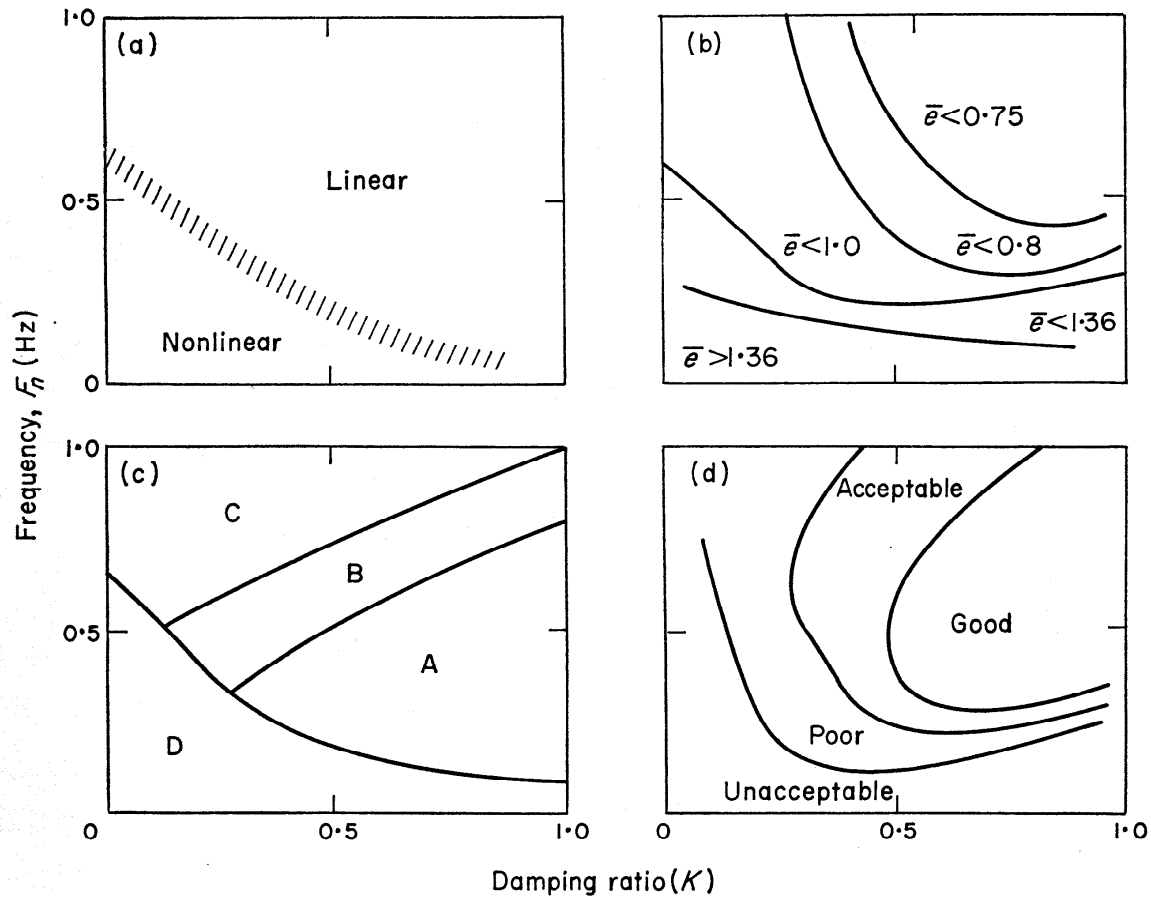 1·0
(a)
Linear
0·5
Nonlinear
0
(b)
e̅<0·75
e̅<1·0
e̅<0·8
e̅<1·36
e̅>1·36
Frequency, Fn (Hz)
1·0
(c)
C
B
0·5
A
D
0
0·5
1·0
(d)
Acceptable
Good
Poor
Unacceptable
0
0·5
1·0
Damping ratio (K)